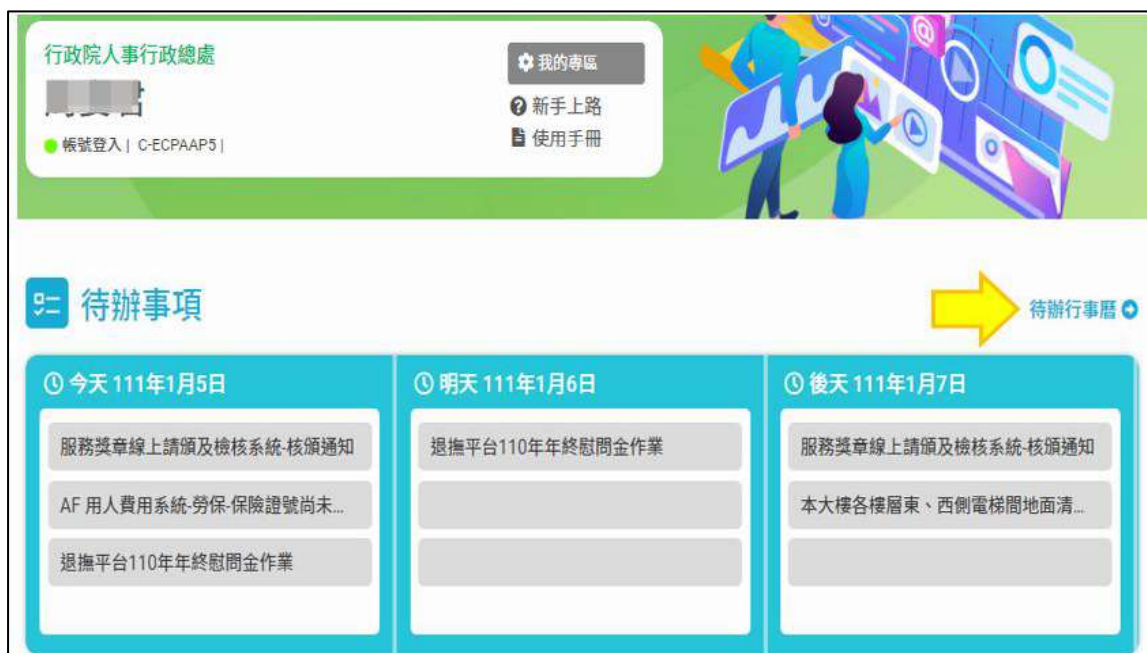 行政院人事行政總處
我的專區
新手上路
使用手冊
帳號登入 | C-ECPAAP5 |
待辦事項
待辦行事曆
今天 111年1月5日
服務獎章線上請頒及檢核系統-核頒通知
AF 用人費用系統-勞保-保險證號尚未...
退撫平台110年年終慰問金作業
明天 111年1月6日
退撫平台110年年終慰問金作業
後天 111年1月7日
服務獎章線上請頒及檢核系統-核頒通知
本大樓各樓層東、西側電梯間地面清...